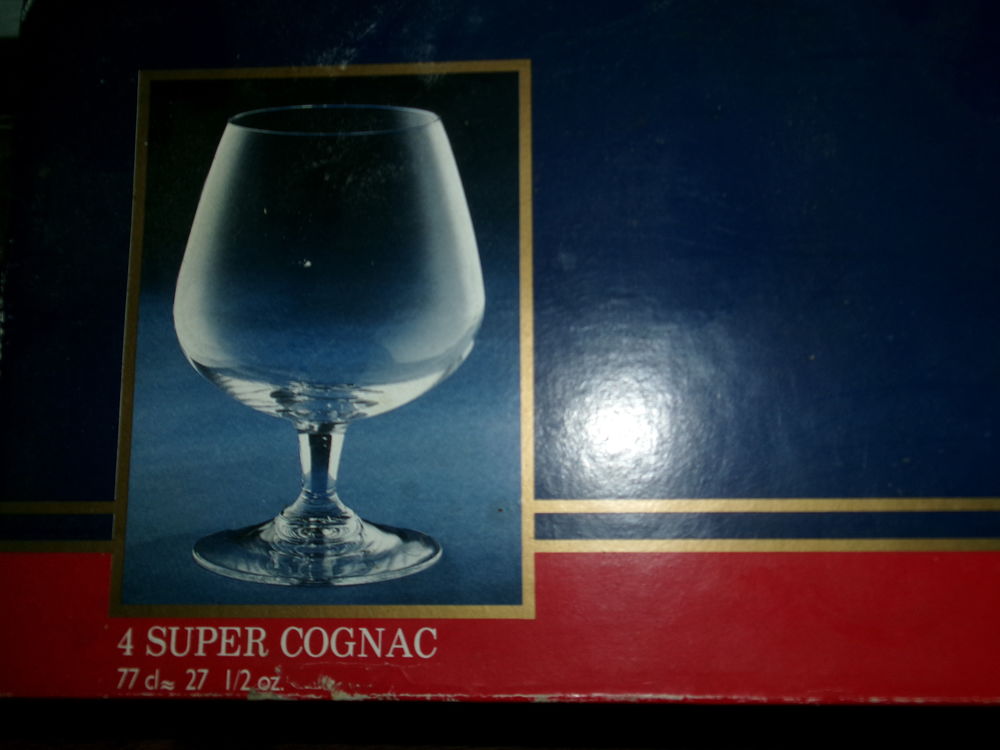 4 SUPER COGNAC
77 cl ≈ 27 1/2 oz.